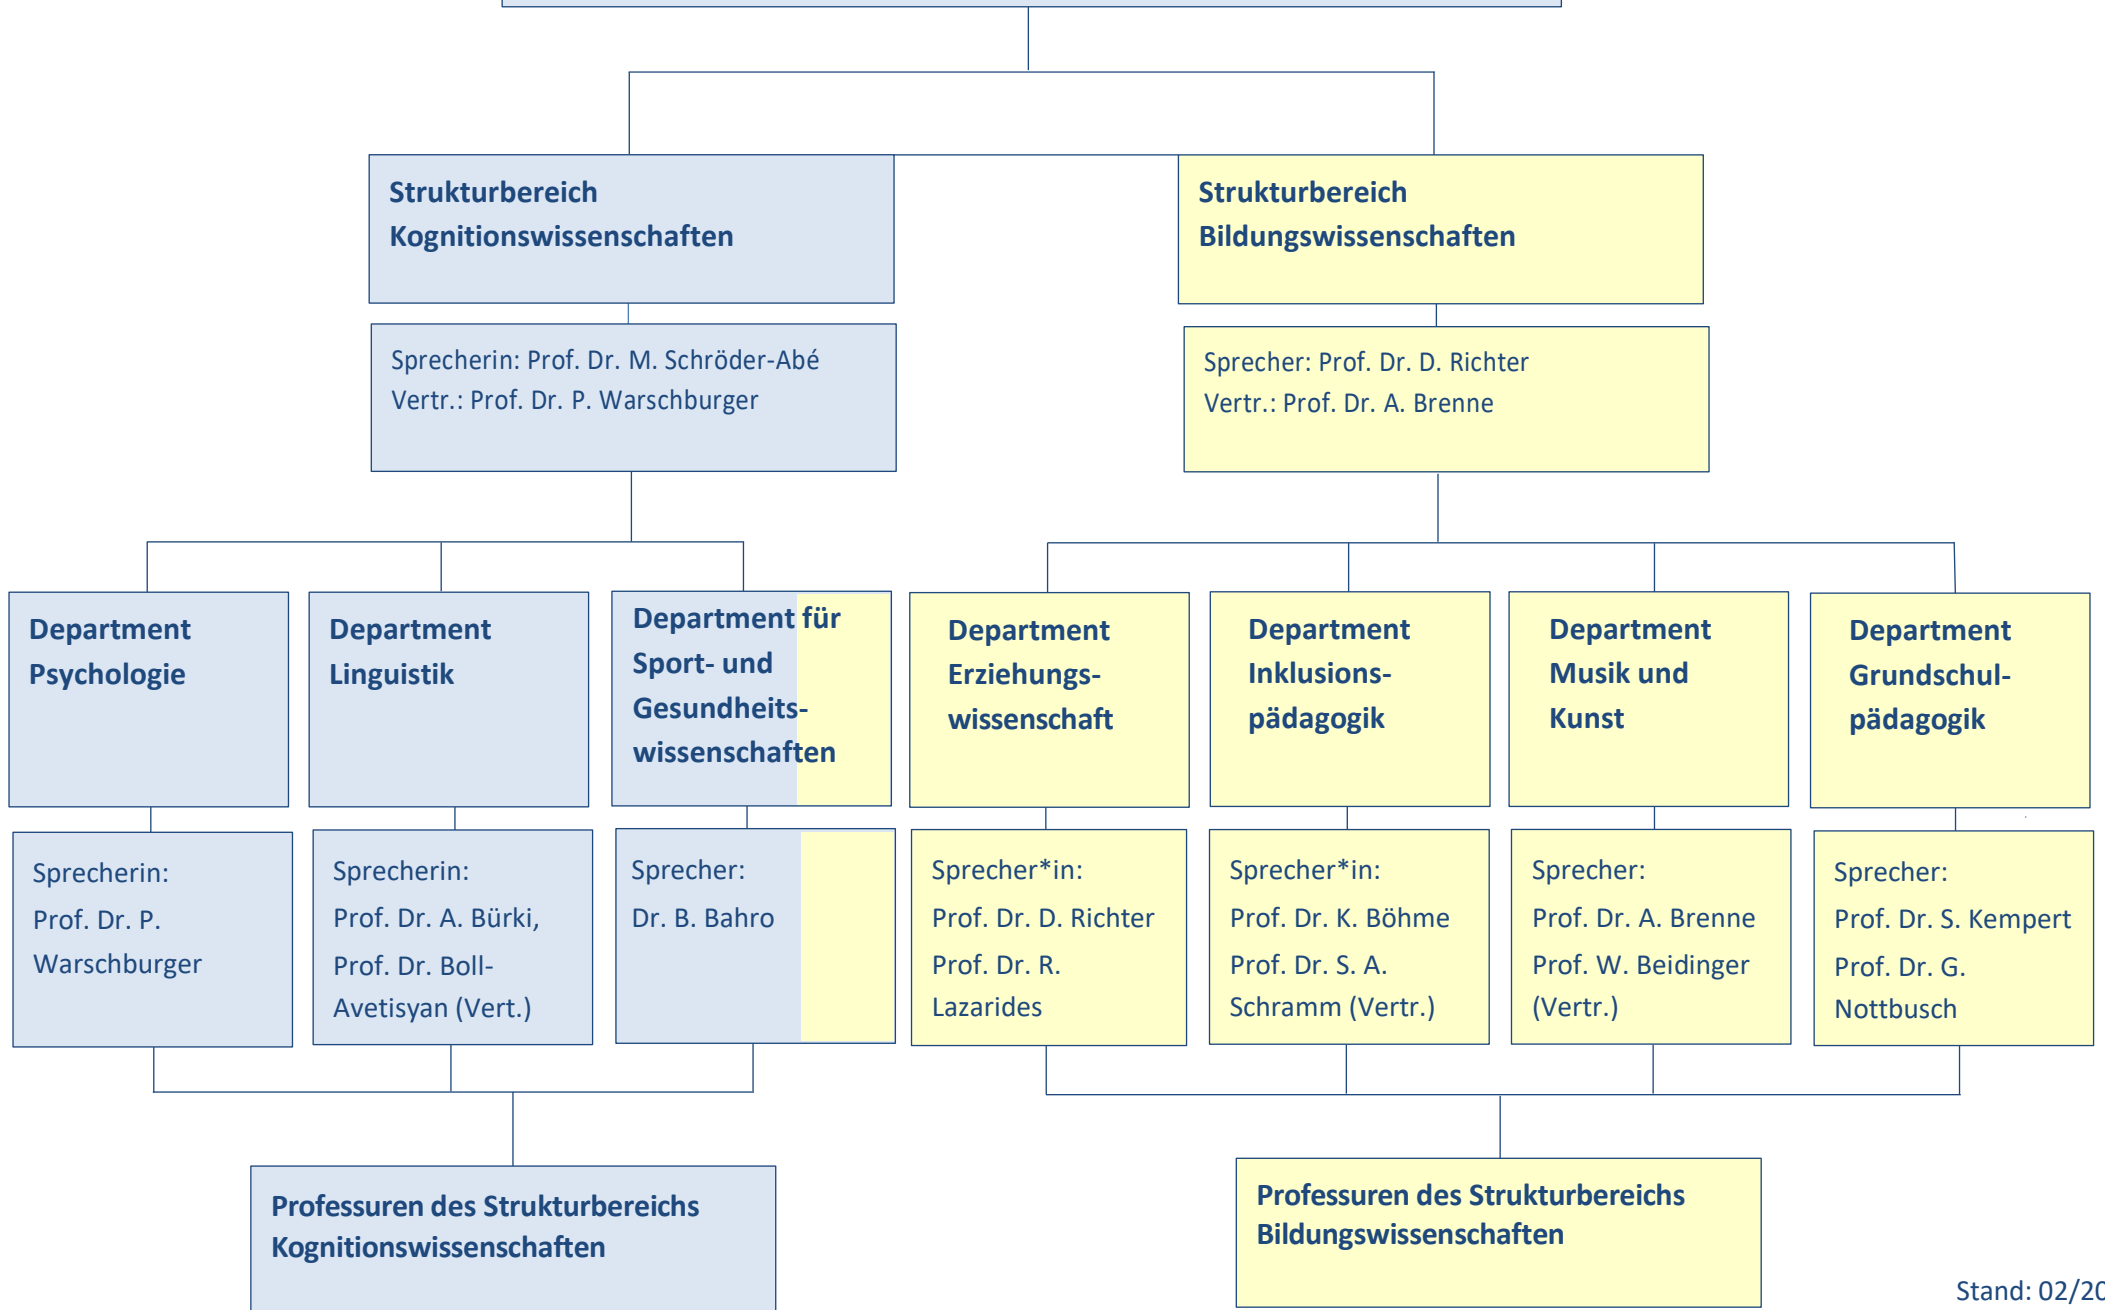 Strukturbereich
Kognitionswissenschaften
Strukturbereich
Bildungswissenschaften
Sprecherin: Prof. Dr. M. Schröder-Abé
Vertr.: Prof. Dr. P. Warschburger
Sprecher: Prof. Dr. D. Richter
Vertr.: Prof. Dr. A. Brenne
Department
Psychologie
Department
Linguistik
Department für
Sport- und
Gesundheits-
wissenschaften
Department
Erziehungs-
wissenschaft
Department
Inklusions-
pädagogik
Department
Musik und
Kunst
Department
Grundschul-
pädagogik
Sprecherin:
Prof. Dr. P.
Warschburger
Sprecherin:
Prof. Dr. A. Bürki,
Prof. Dr. Boll-
Avetisyan (Vert.)
Sprecher:
Dr. B. Bahro
Sprecher*in:
Prof. Dr. D. Richter
Prof. Dr. R.
Lazarides
Sprecher*in:
Prof. Dr. K. Böhme
Prof. Dr. S. A.
Schramm (Vertr.)
Sprecher:
Prof. Dr. A. Brenne
Prof. W. Beidinger
(Vertr.)
Sprecher:
Prof. Dr. S. Kempert
Prof. Dr. G.
Nottbusch
Professuren des Strukturbereichs
Kognitionswissenschaften
Professuren des Strukturbereichs
Bildungswissenschaften
Stand: 02/20